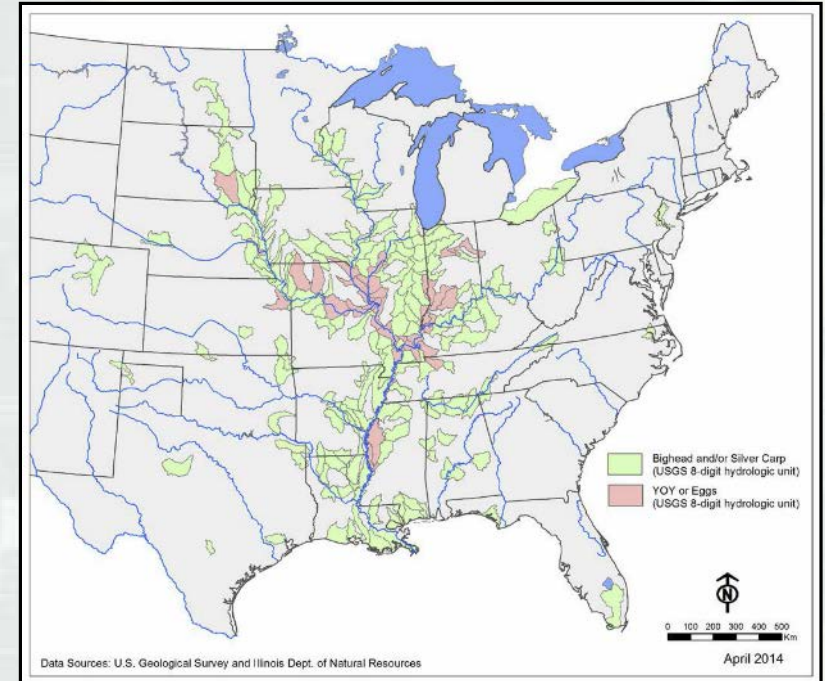 Bighead and/or Silver Carp
(USGS 8-digit hydrologic unit)
YOY or Eggs
(USGS 8-digit hydrologic unit)
N
0 100 200 300 400 500
Km
Data Sources: U.S. Geological Survey and Illinois Dept. of Natural Resources
April 2014